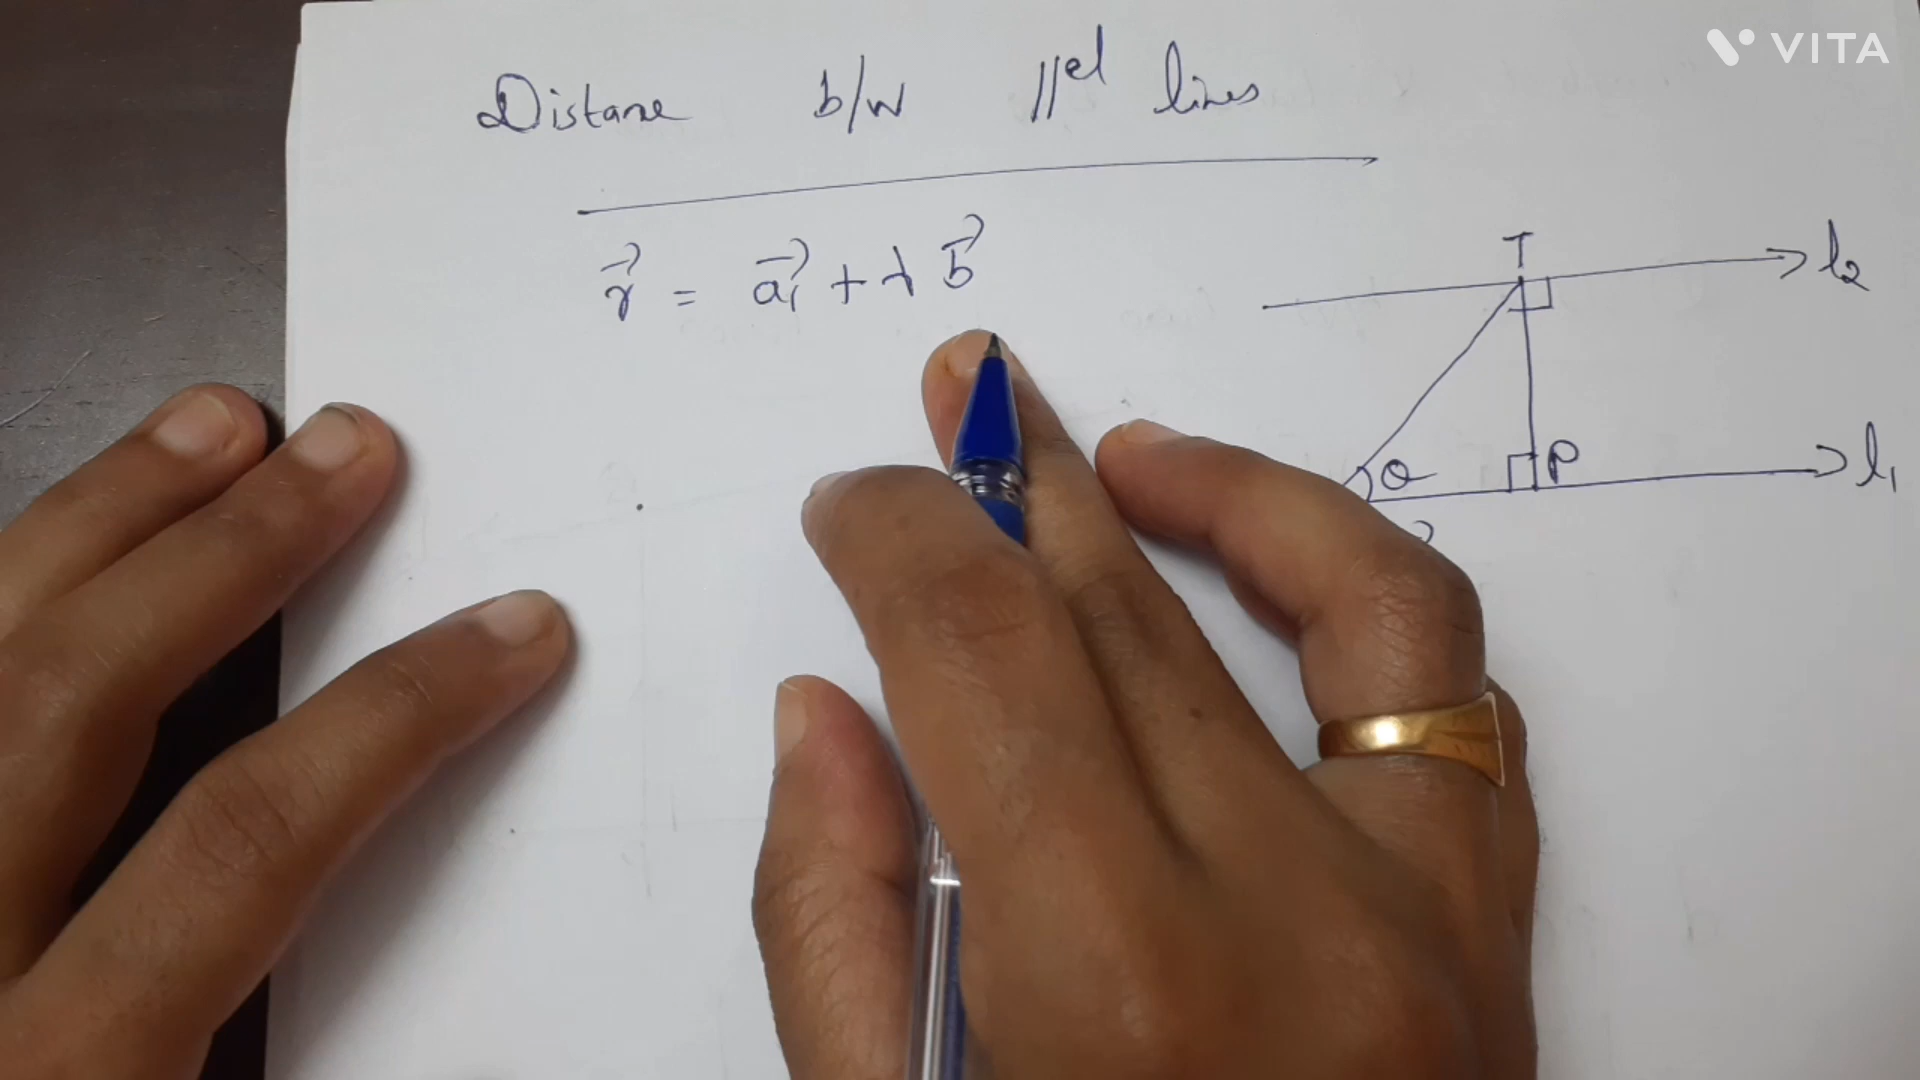 VITA
Distane b/w ||el lines
r⃗ = a⃗₁ + λ b⃗
T
l₂
θ
P
l₁